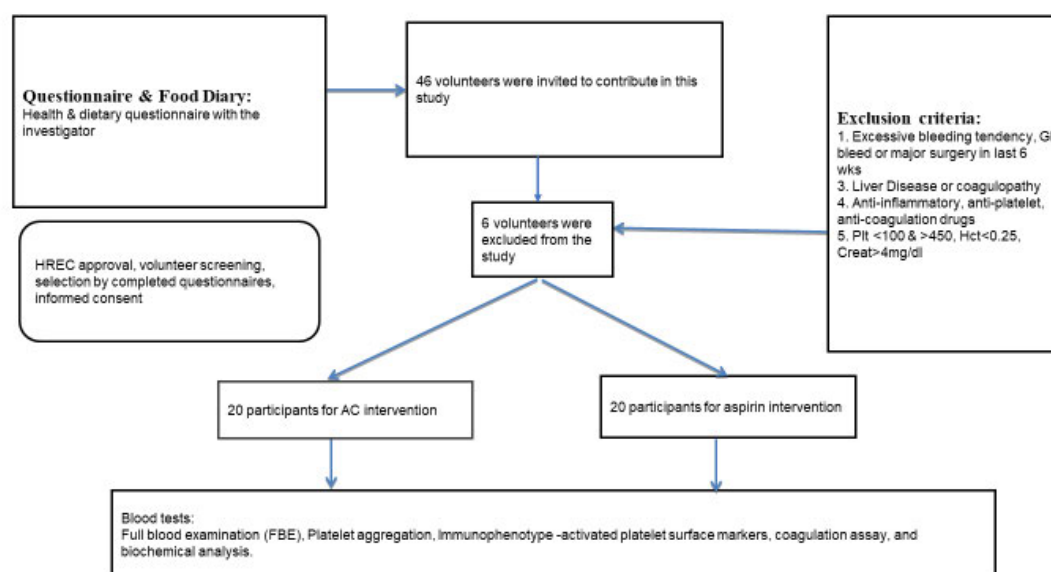 Questionnaire & Food Diary:
Health & dietary questionnaire with the
investigator
46 volunteers were invited to contribute in this
study
Exclusion criteria:
1. Excessive bleeding tendency, GI
bleed or major surgery in last 6
wks
3. Liver Disease or coagulopathy
4. Anti-inflammatory, anti-platelet,
anti-coagulation drugs
5. Plt <100 & >450, Hct<0.25,
Creat>4mg/dl
6 volunteers were
excluded from the
study
HREC approval, volunteer screening,
selection by completed questionnaires,
informed consent
20 participants for AC intervention
20 participants for aspirin intervention
Blood tests:
Full blood examination (FBE), Platelet aggregation, Immunophenotype -activated platelet surface markers, coagulation assay, and
biochemical analysis.